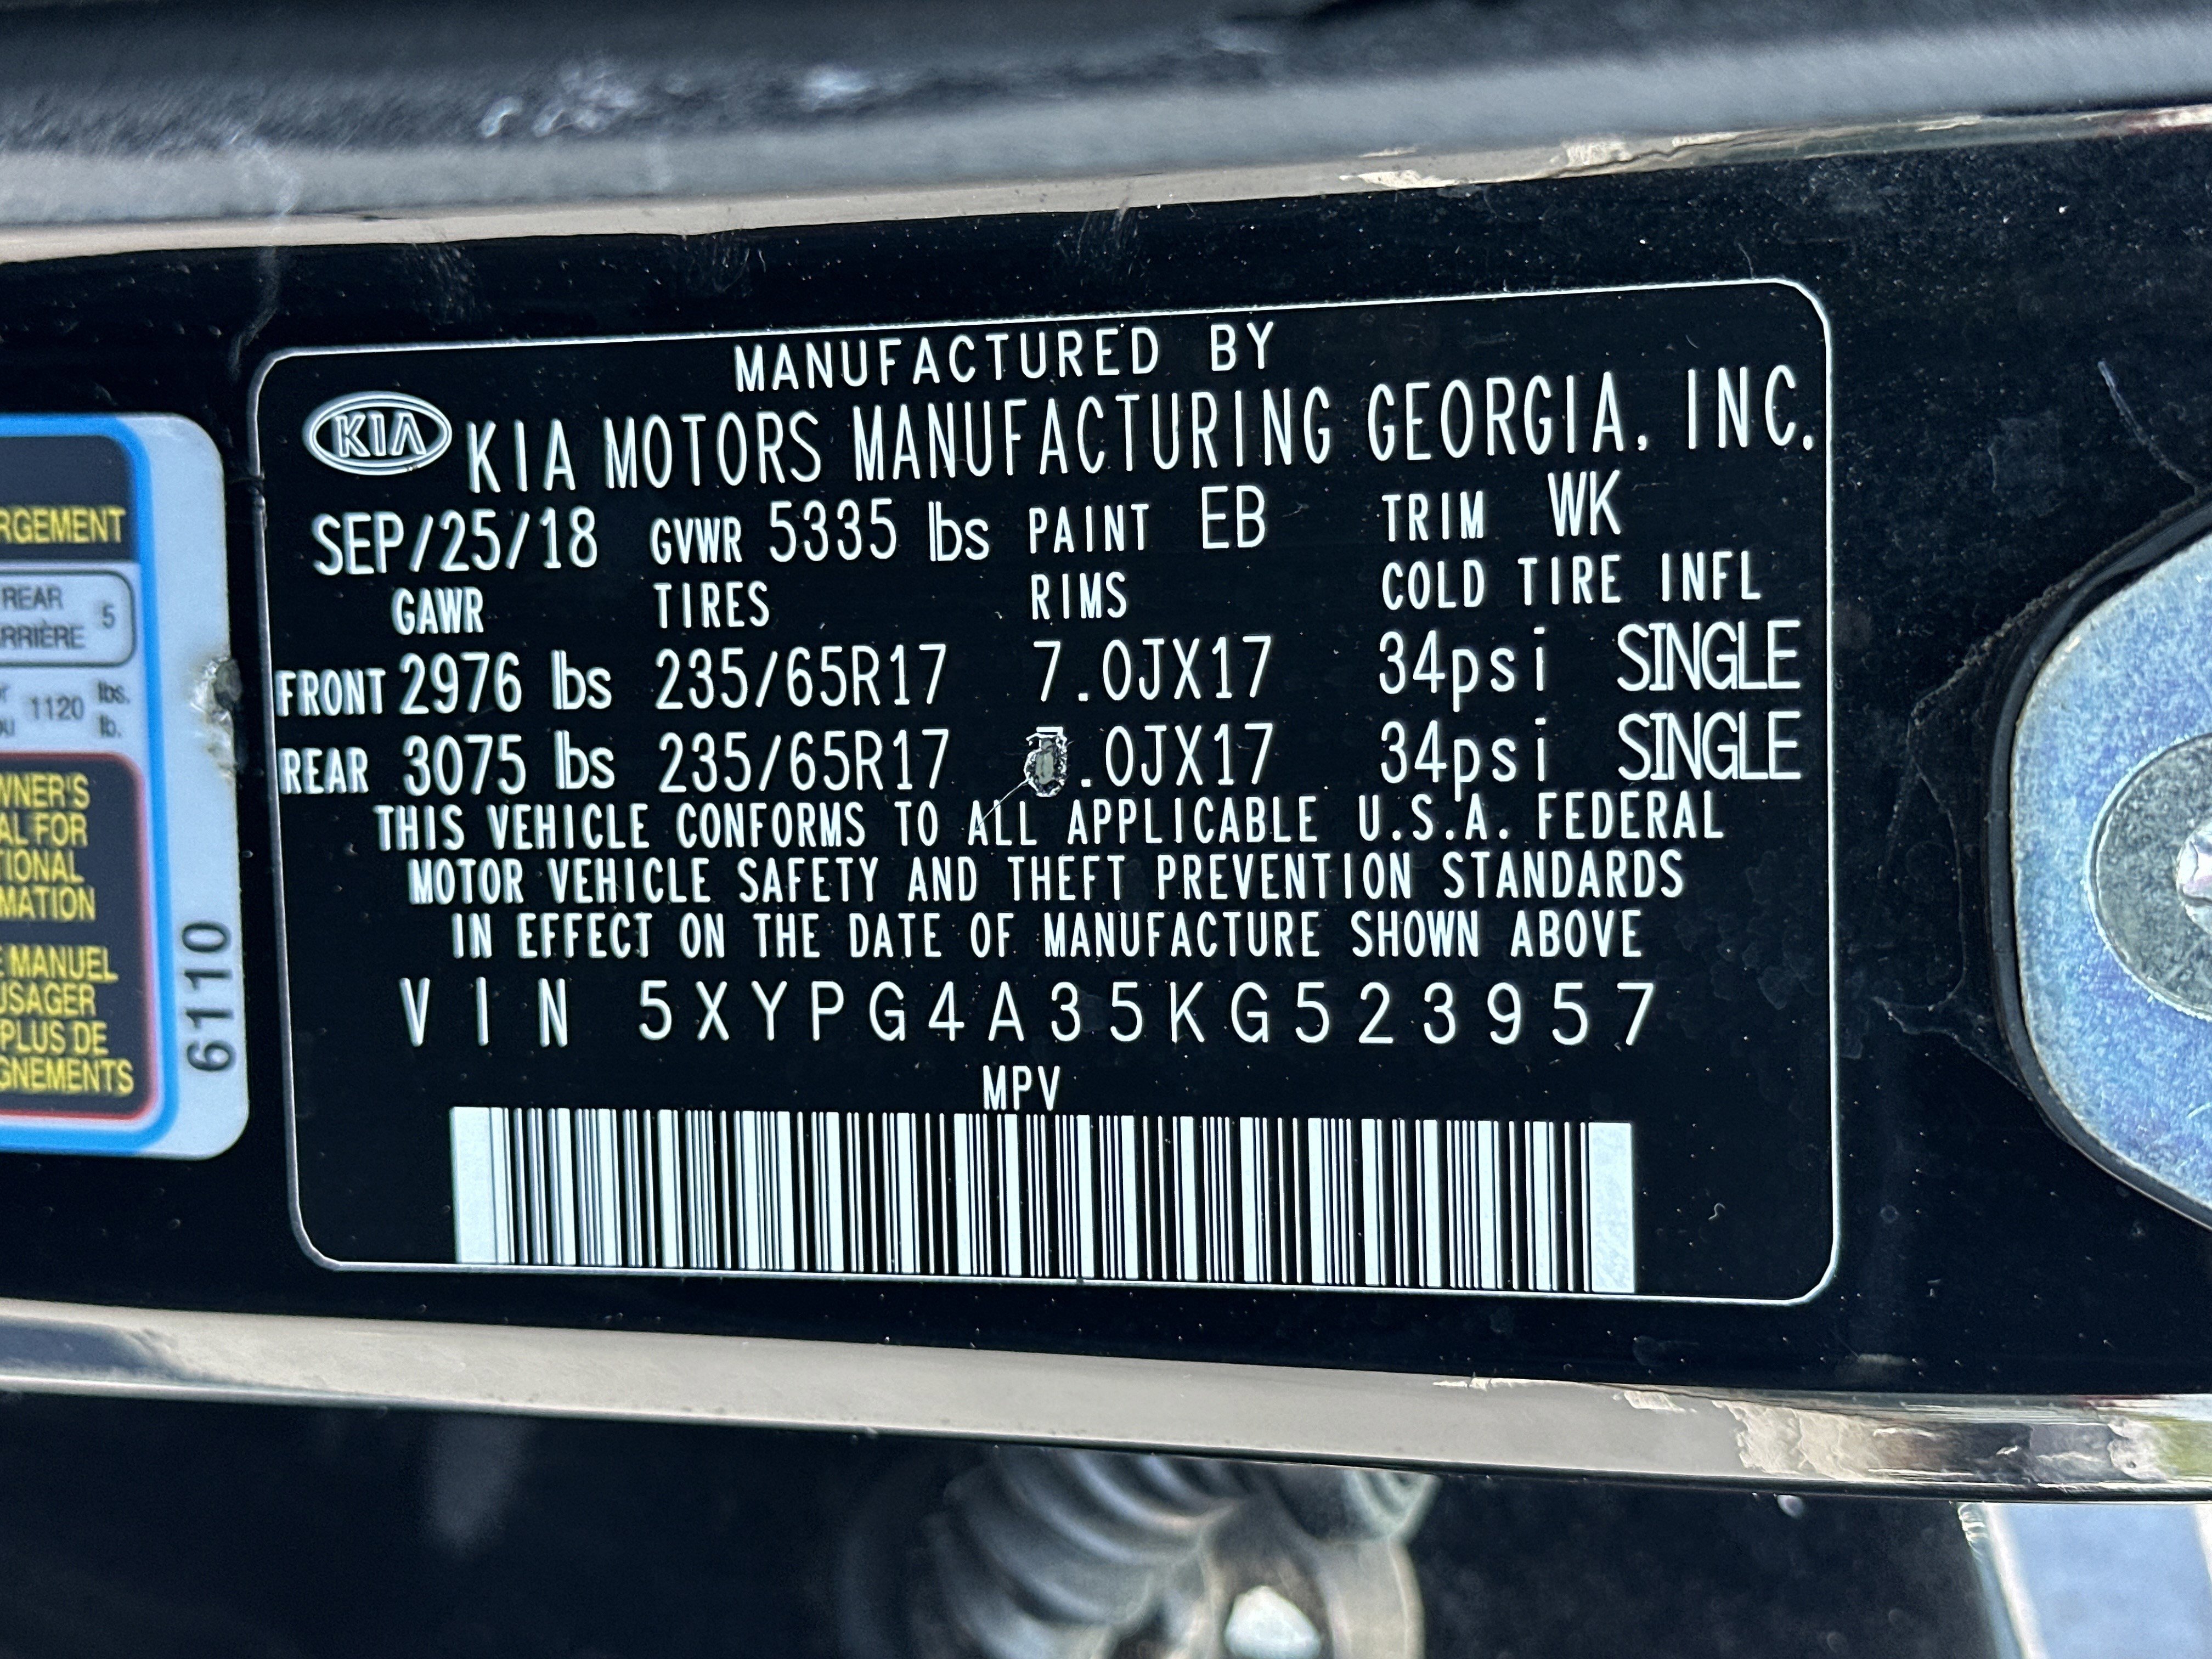 MANUFACTURED BY
KIA KIA MOTORS MANUFACTURING GEORGIA, INC.
SEP/25/18 GVWR 5335 lbs PAINT EB TRIM WK
GAWR TIRES RIMS COLD TIRE INFL
FRONT 2976 lbs 235/65R17 7.0JX17 34psi SINGLE
REAR 3075 lbs 235/65R17 .0JX17 34psi SINGLE
THIS VEHICLE CONFORMS TO ALL APPLICABLE U.S.A. FEDERAL
MOTOR VEHICLE SAFETY AND THEFT PREVENTION STANDARDS
IN EFFECT ON THE DATE OF MANUFACTURE SHOWN ABOVE
VIN 5XYPG4A35KG523957
MPV
RGEMENT
REAR 5
RRIÈRE
1120 lbs.
lb.
WNER'S
AL FOR
TIONAL
MATION
E MANUEL
USAGER
PLUS DE
GNEMENTS
6110